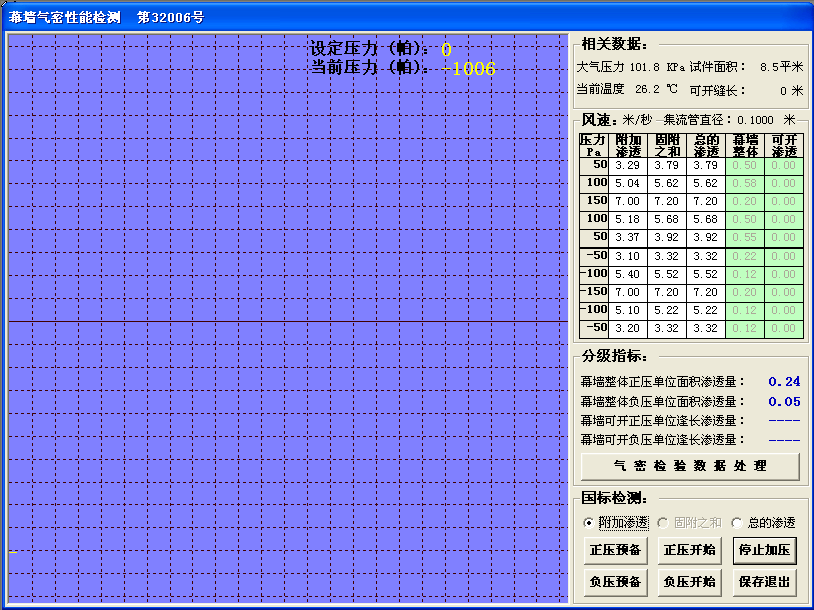 幕墙气密性能检测 第32006号
设定压力（帕）: 0
当前压力（帕）: -1006
相关数据:
大气压力 101.8 KPa 试件面积: 8.5平米
当前温度 26.2 ℃ 可开缝长: 0 米
风速: 米/秒 集流管直径: 0.1000 米
压力Pa 附加渗透 固附之和 总的渗透 幕墙整体 可开渗透
50 3.29 3.79 3.79 0.50 0.00
100 5.04 5.62 5.62 0.58 0.00
150 7.00 7.20 7.20 0.20 0.00
100 5.18 5.68 5.68 0.50 0.00
50 3.37 3.92 3.92 0.55 0.00
-50 3.10 3.32 3.32 0.22 0.00
-100 5.40 5.52 5.52 0.12 0.00
-150 7.00 7.20 7.20 0.20 0.00
-100 5.10 5.22 5.22 0.12 0.00
-50 3.20 3.32 3.32 0.12 0.00
分级指标:
幕墙整体正压单位面积渗透量: 0.24
幕墙整体负压单位面积渗透量: 0.05
幕墙可开正压单位逢长渗透量: ----
幕墙可开负压单位逢长渗透量: ----
气密检验数据处理
国标检测:
附加渗透 固附之和 总的渗透
正压预备 正压开始 停止加压
负压预备 负压开始 保存退出